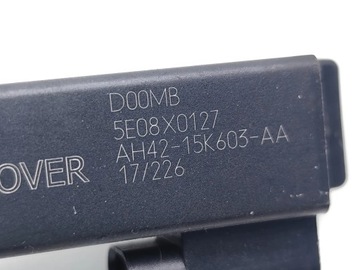 D00MB
5E08X0127
AH42-15K603-AA
OVER
17/226